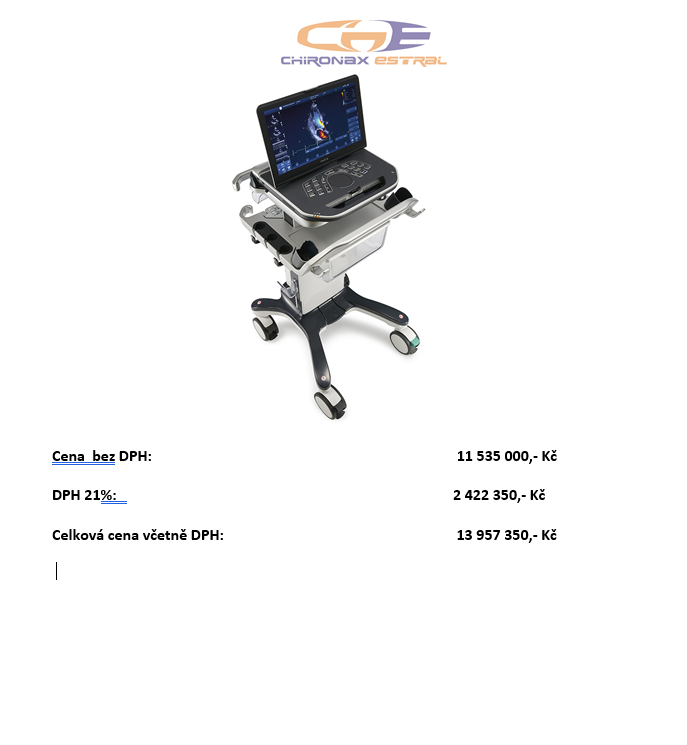 CHE
CHIRONAX ESTRAL
Cena bez DPH: 11 535 000,- Kč
DPH 21%: 2 422 350,- Kč
Celková cena včetně DPH: 13 957 350,- Kč